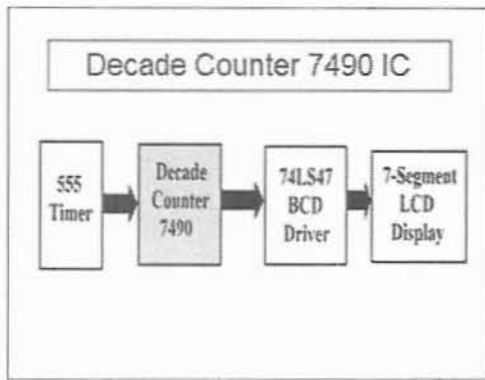 Decade Counter 7490 IC
555
Timer
Decade
Counter
7490
74LS47
BCD
Driver
7-Segment
LCD
Display